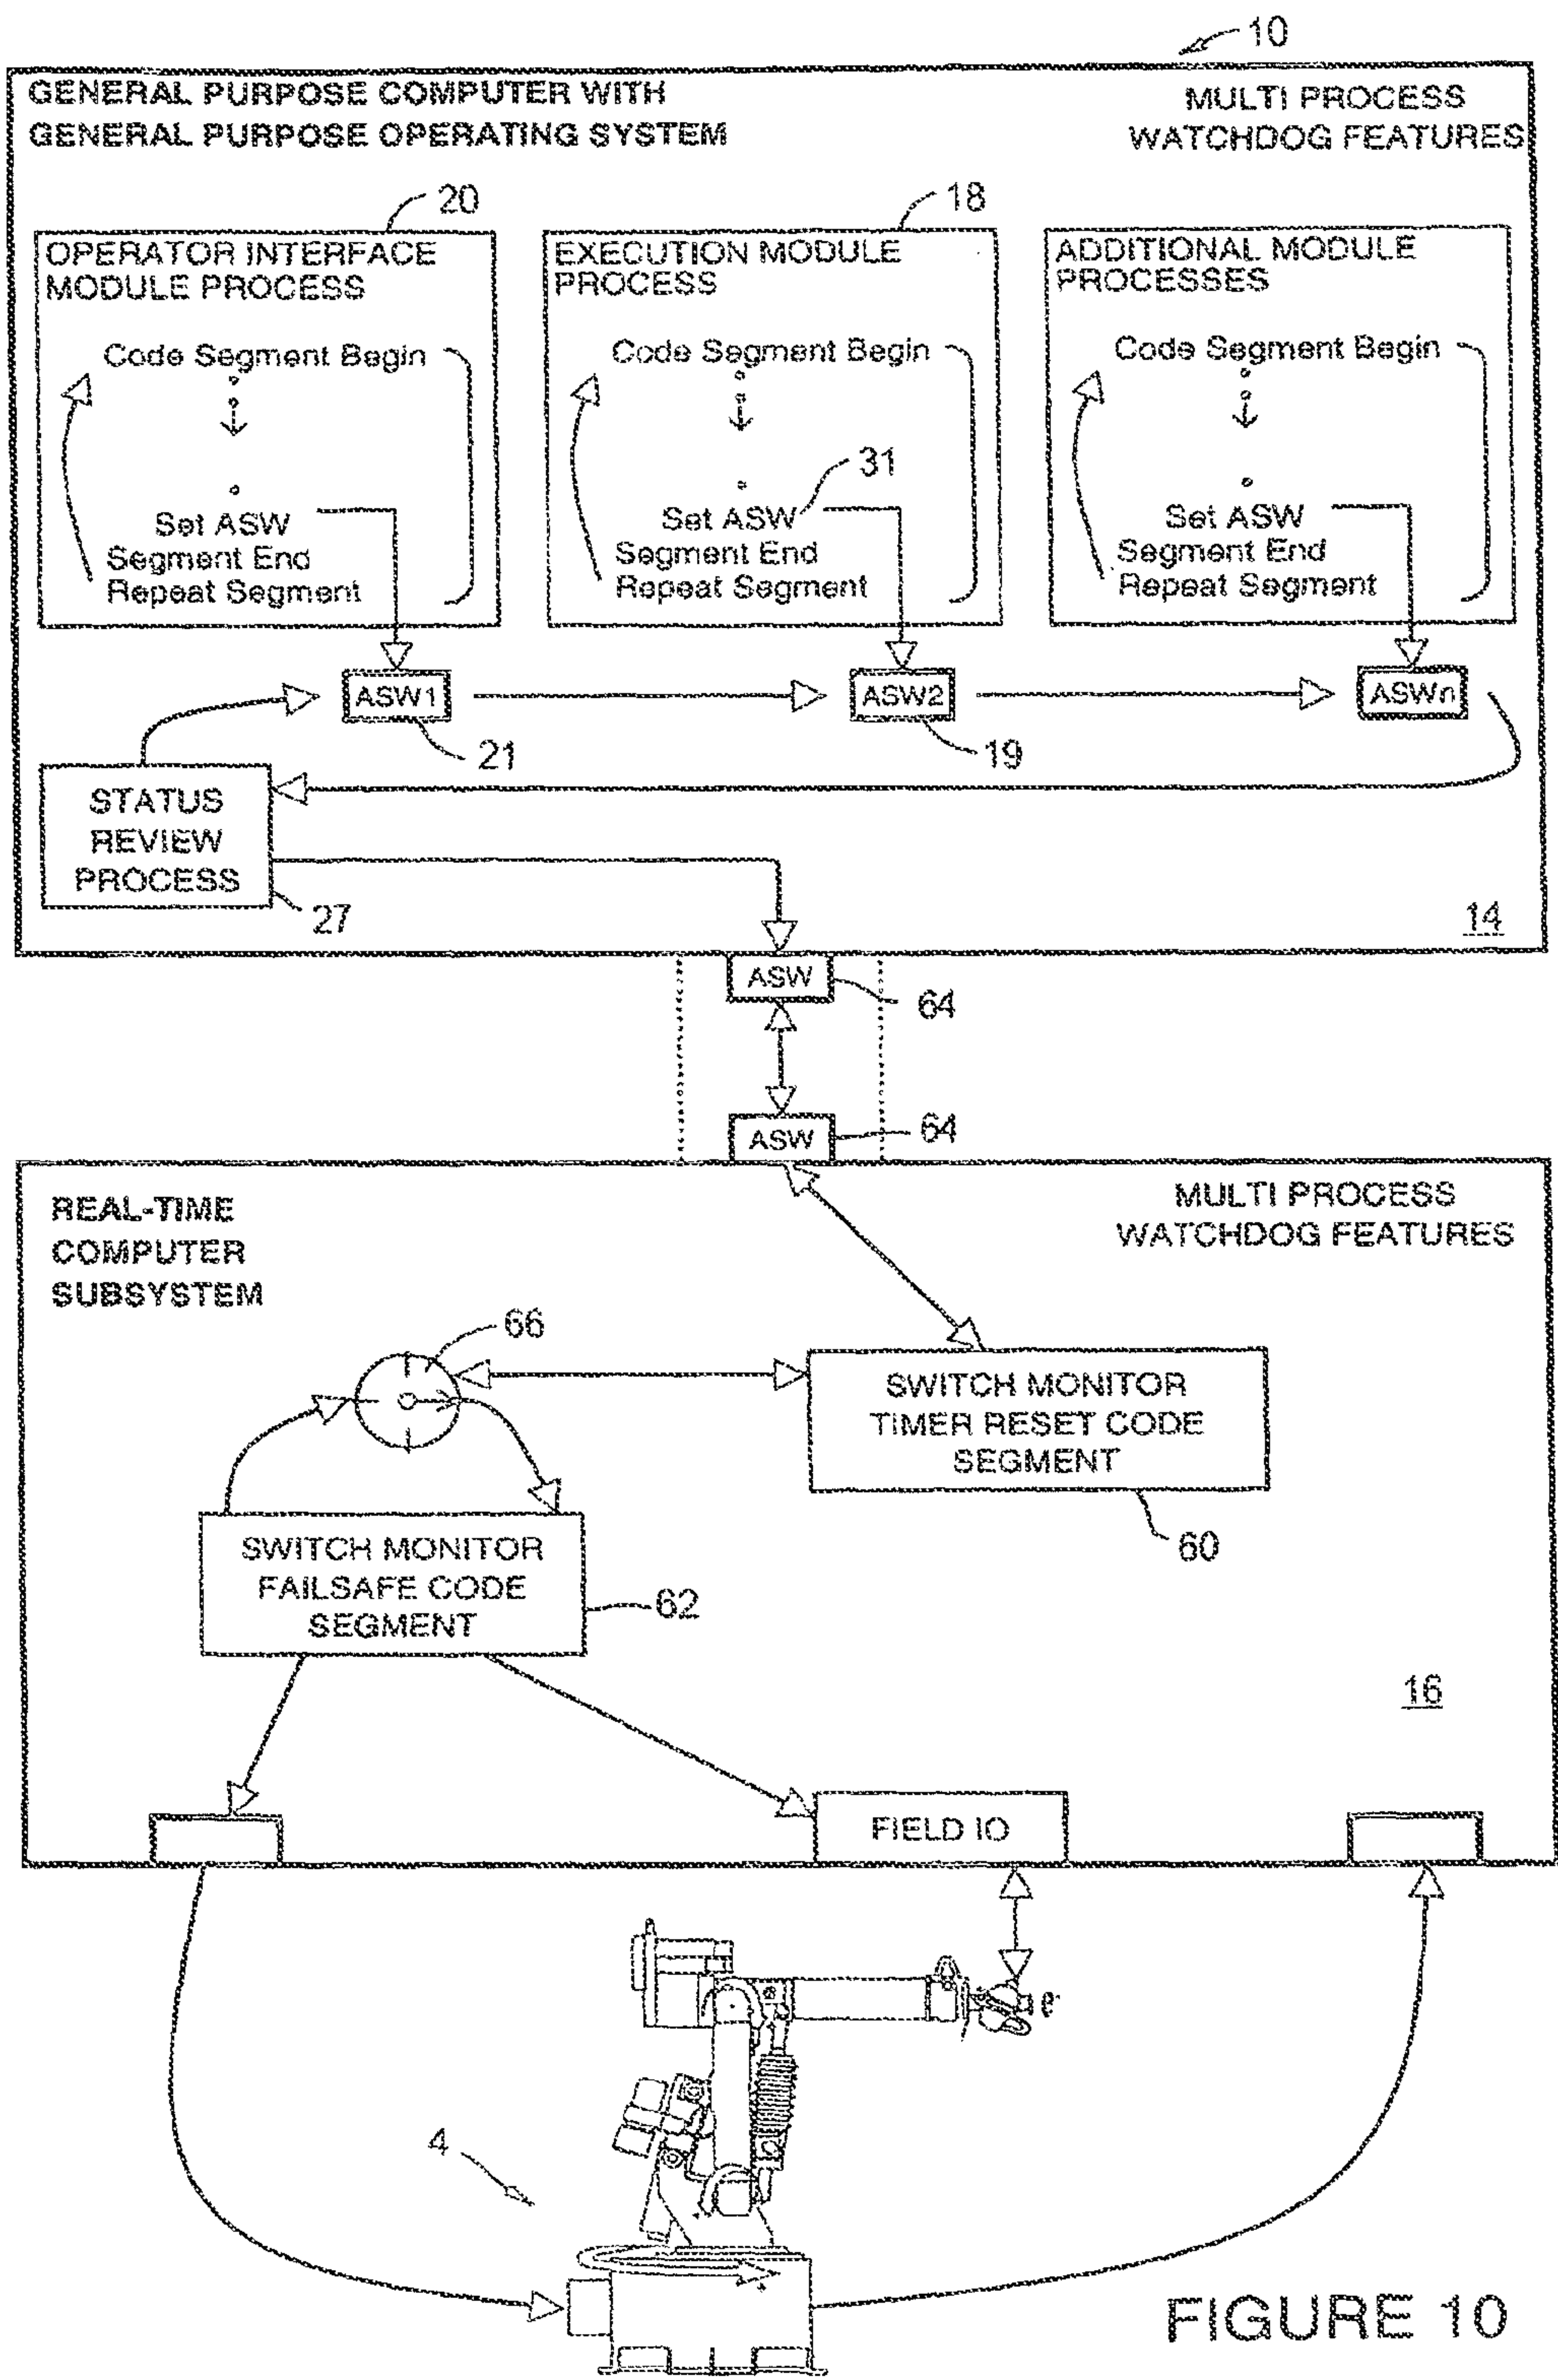 10
GENERAL PURPOSE COMPUTER WITH
GENERAL PURPOSE OPERATING SYSTEM
MULTI PROCESS
WATCHDOG FEATURES
20
OPERATOR INTERFACE
MODULE PROCESS
Code Segment Begin
Set ASW
Segment End
Repeat Segment
18
EXECUTION MODULE
PROCESS
Code Segment Begin
31
Set ASW
Segment End
Repeat Segment
ADDITIONAL MODULE
PROCESSES
Code Segment Begin
Set ASW
Segment End
Repeat Segment
ASW1
ASW2
ASWn
21
19
STATUS
REVIEW
PROCESS
27
14
ASW
64
ASW
64
REAL-TIME
COMPUTER
SUBSYSTEM
MULTI PROCESS
WATCHDOG FEATURES
66
SWITCH MONITOR
TIMER RESET CODE
SEGMENT
60
SWITCH MONITOR
FAILSAFE CODE
SEGMENT
62
16
FIELD IO
4
FIGURE 10